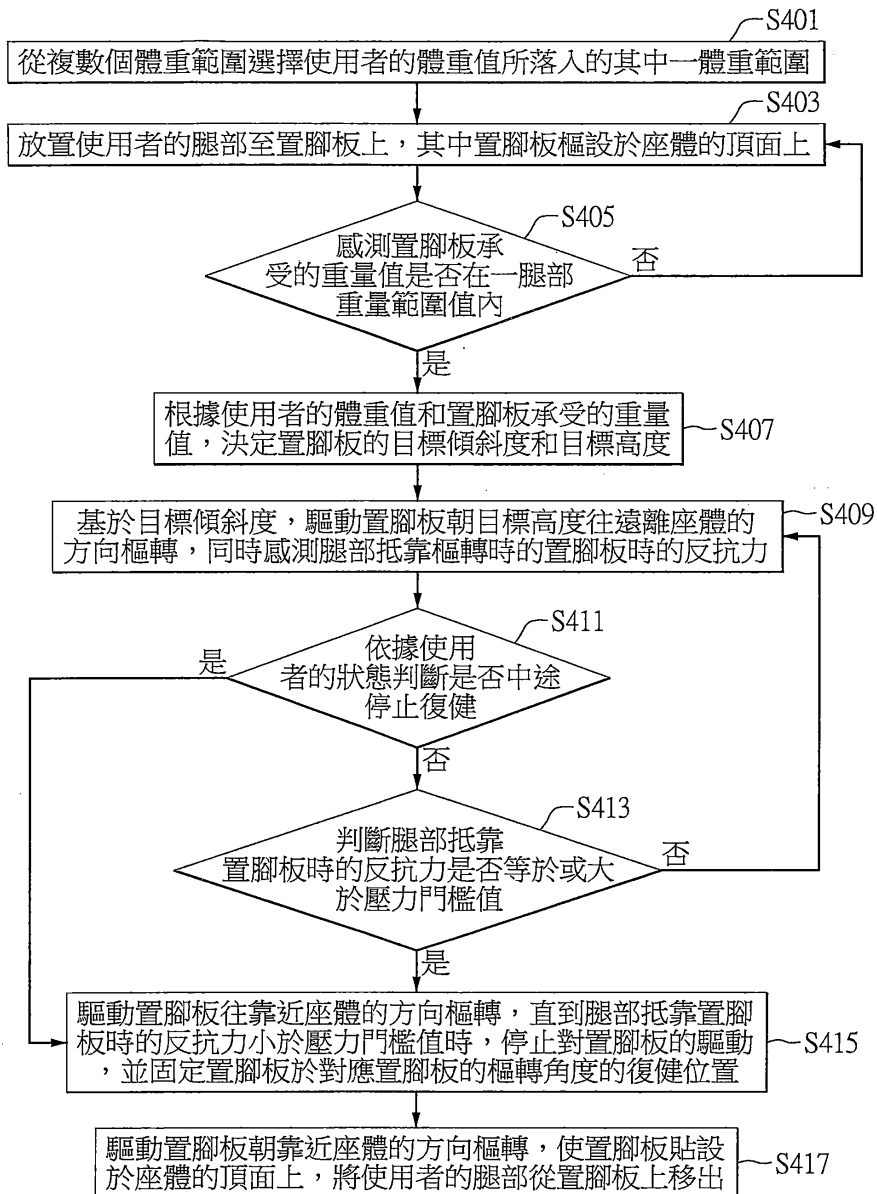 S401
從複數個體重範圍選擇使用者的體重值所落入的其中一體重範圍
S403
放置使用者的腿部至置腳板上，其中置腳板樞設於座體的頂面上
S405
感測置腳板承
受的重量值是否在一腿部
重量範圍值內
否
是
根據使用者的體重值和置腳板承受的重量
值，決定置腳板的目標傾斜度和目標高度
S407
基於目標傾斜度，驅動置腳板朝目標高度往遠離座體的
方向樞轉，同時感測腿部抵靠樞轉時的置腳板時的反抗力
S409
S411
依據使用
者的狀態判斷是否中途
停止復健
是
否
S413
判斷腿部抵靠
置腳板時的反抗力是否等於或大
於壓力門檻值
否
是
驅動置腳板往靠近座體的方向樞轉，直到腿部抵靠置腳
板時的反抗力小於壓力門檻值時，停止對置腳板的驅動
，並固定置腳板於對應置腳板的樞轉角度的復健位置
S415
驅動置腳板朝靠近座體的方向樞轉，使置腳板貼設
於座體的頂面上，將使用者的腿部從置腳板上移出
S417